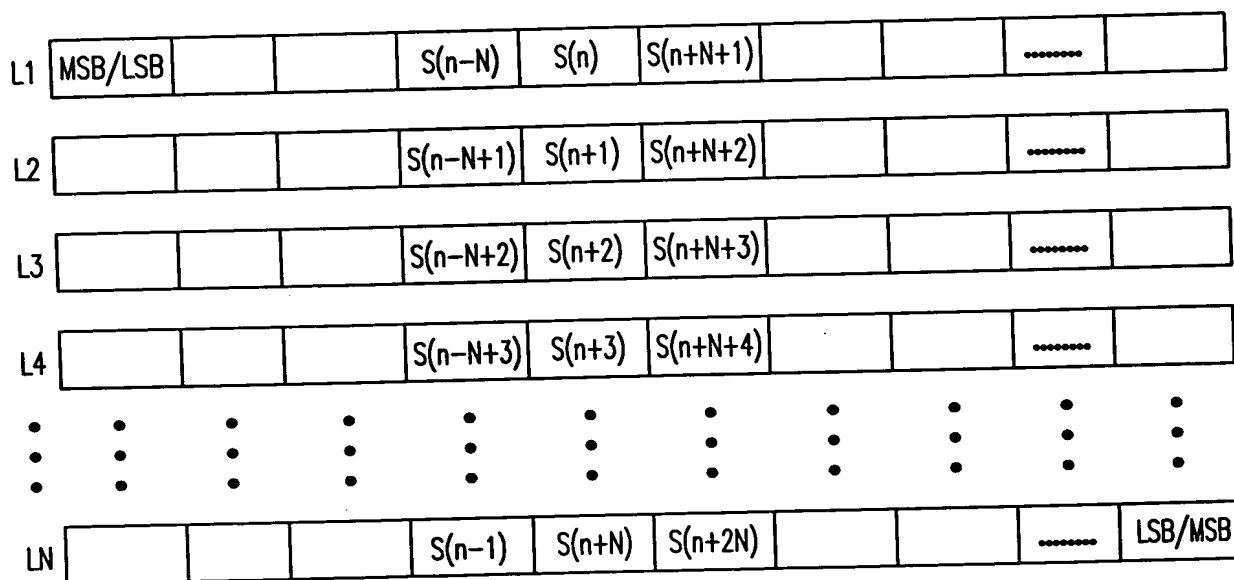 L1 MSB/LSB S(n-N) S(n) S(n+N+1) ........
L2 S(n-N+1) S(n+1) S(n+N+2) ........
L3 S(n-N+2) S(n+2) S(n+N+3) ........
L4 S(n-N+3) S(n+3) S(n+N+4) ........
LN S(n-1) S(n+N) S(n+2N) ........ LSB/MSB